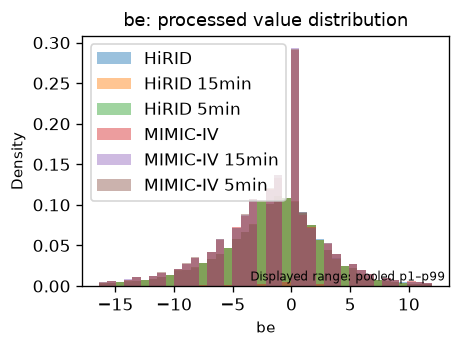 be: processed value distribution
Density
0.30
0.25
0.20
0.15
0.10
0.05
0.00
HiRID
HiRID 15min
HiRID 5min
MIMIC-IV
MIMIC-IV 15min
MIMIC-IV 5min
Displayed range: pooled p1–p99
−15 −10 −5 0 5 10
be